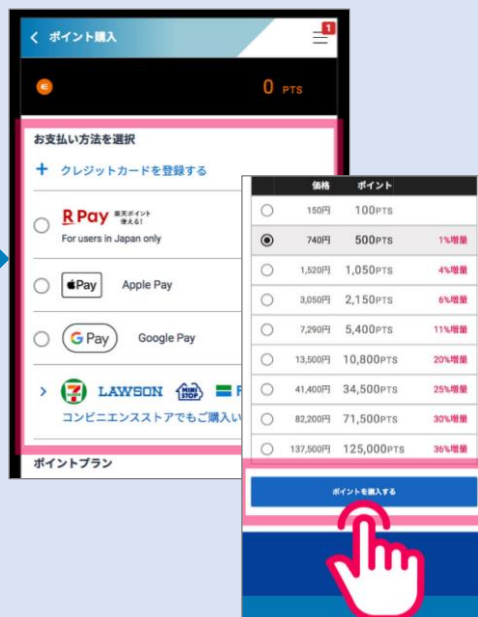 ポイント購入
1
0 PTS
お支払い方法を選択
+ クレジットカードを登録する
R Pay 楽天ポイント 使える!
For users in Japan only
Pay Apple Pay
G Pay Google Pay
7 LAWSON MINI STOP F
コンビニエンスストアでもご購入い
ポイントプラン
価格 ポイント
150円 100PTS
740円 500PTS 1%増量
1,520円 1,050PTS 4%増量
3,050円 2,150PTS 6%増量
7,290円 5,400PTS 11%増量
13,500円 10,800PTS 20%増量
41,400円 34,500PTS 25%増量
82,200円 71,500PTS 30%増量
137,500円 125,000PTS 36%増量
ポイントを購入する